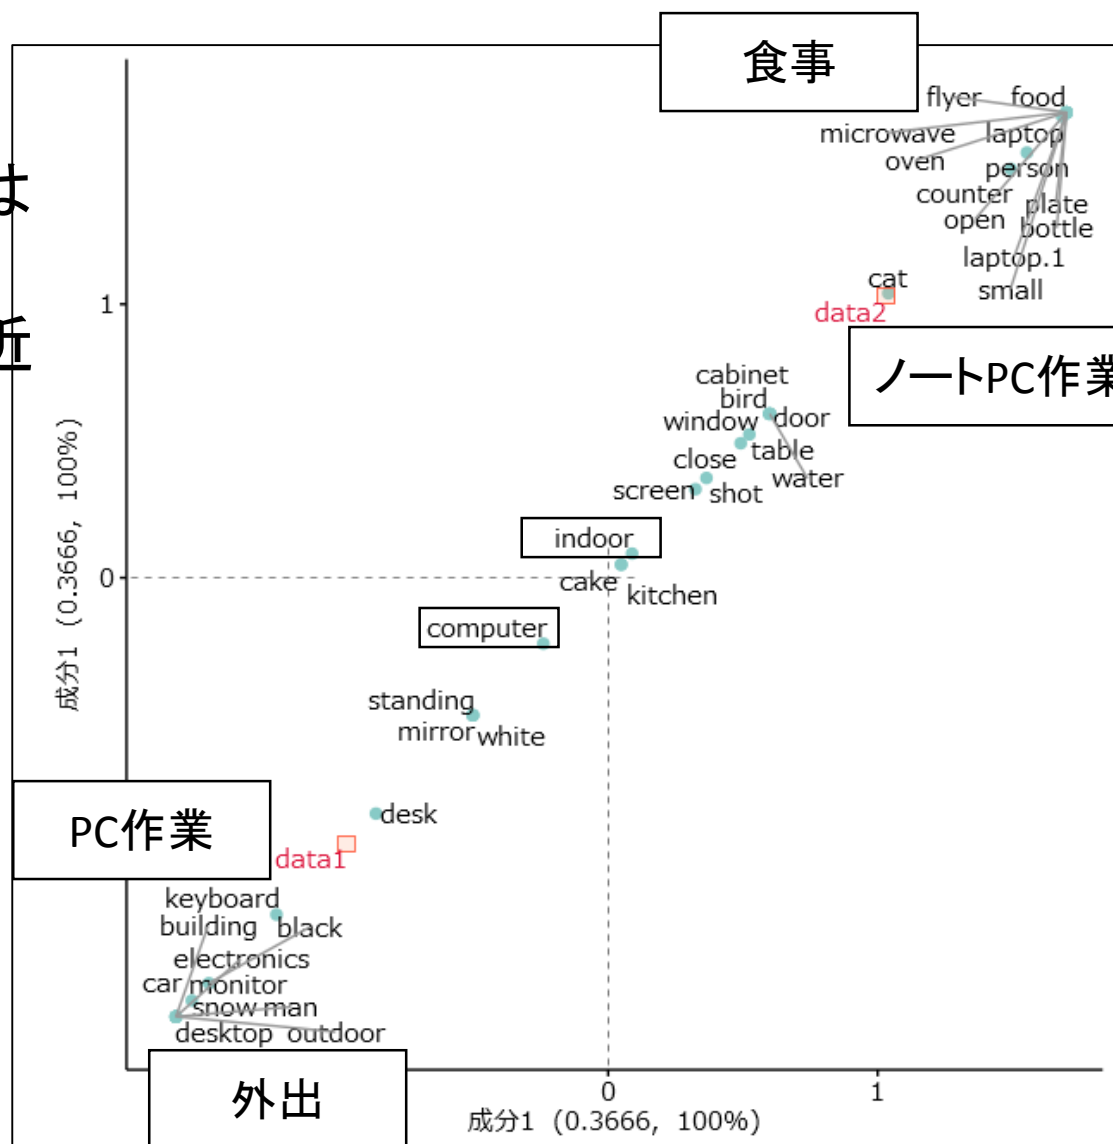 食事
flyer food
microwave laptop
oven person
は
counter plate
open bottle
laptop.1
cat small
1
data2
近
ノートPC作業
cabinet
bird
window door
close table
water
screen shot
indoor
0
cake kitchen
computer
成分1 (0.3666, 100%)
standing
mirror white
PC作業
desk
data1
keyboard
building black
electronics
car monitor
snow man
desktop outdoor
外出
0 1
成分1 (0.3666, 100%)